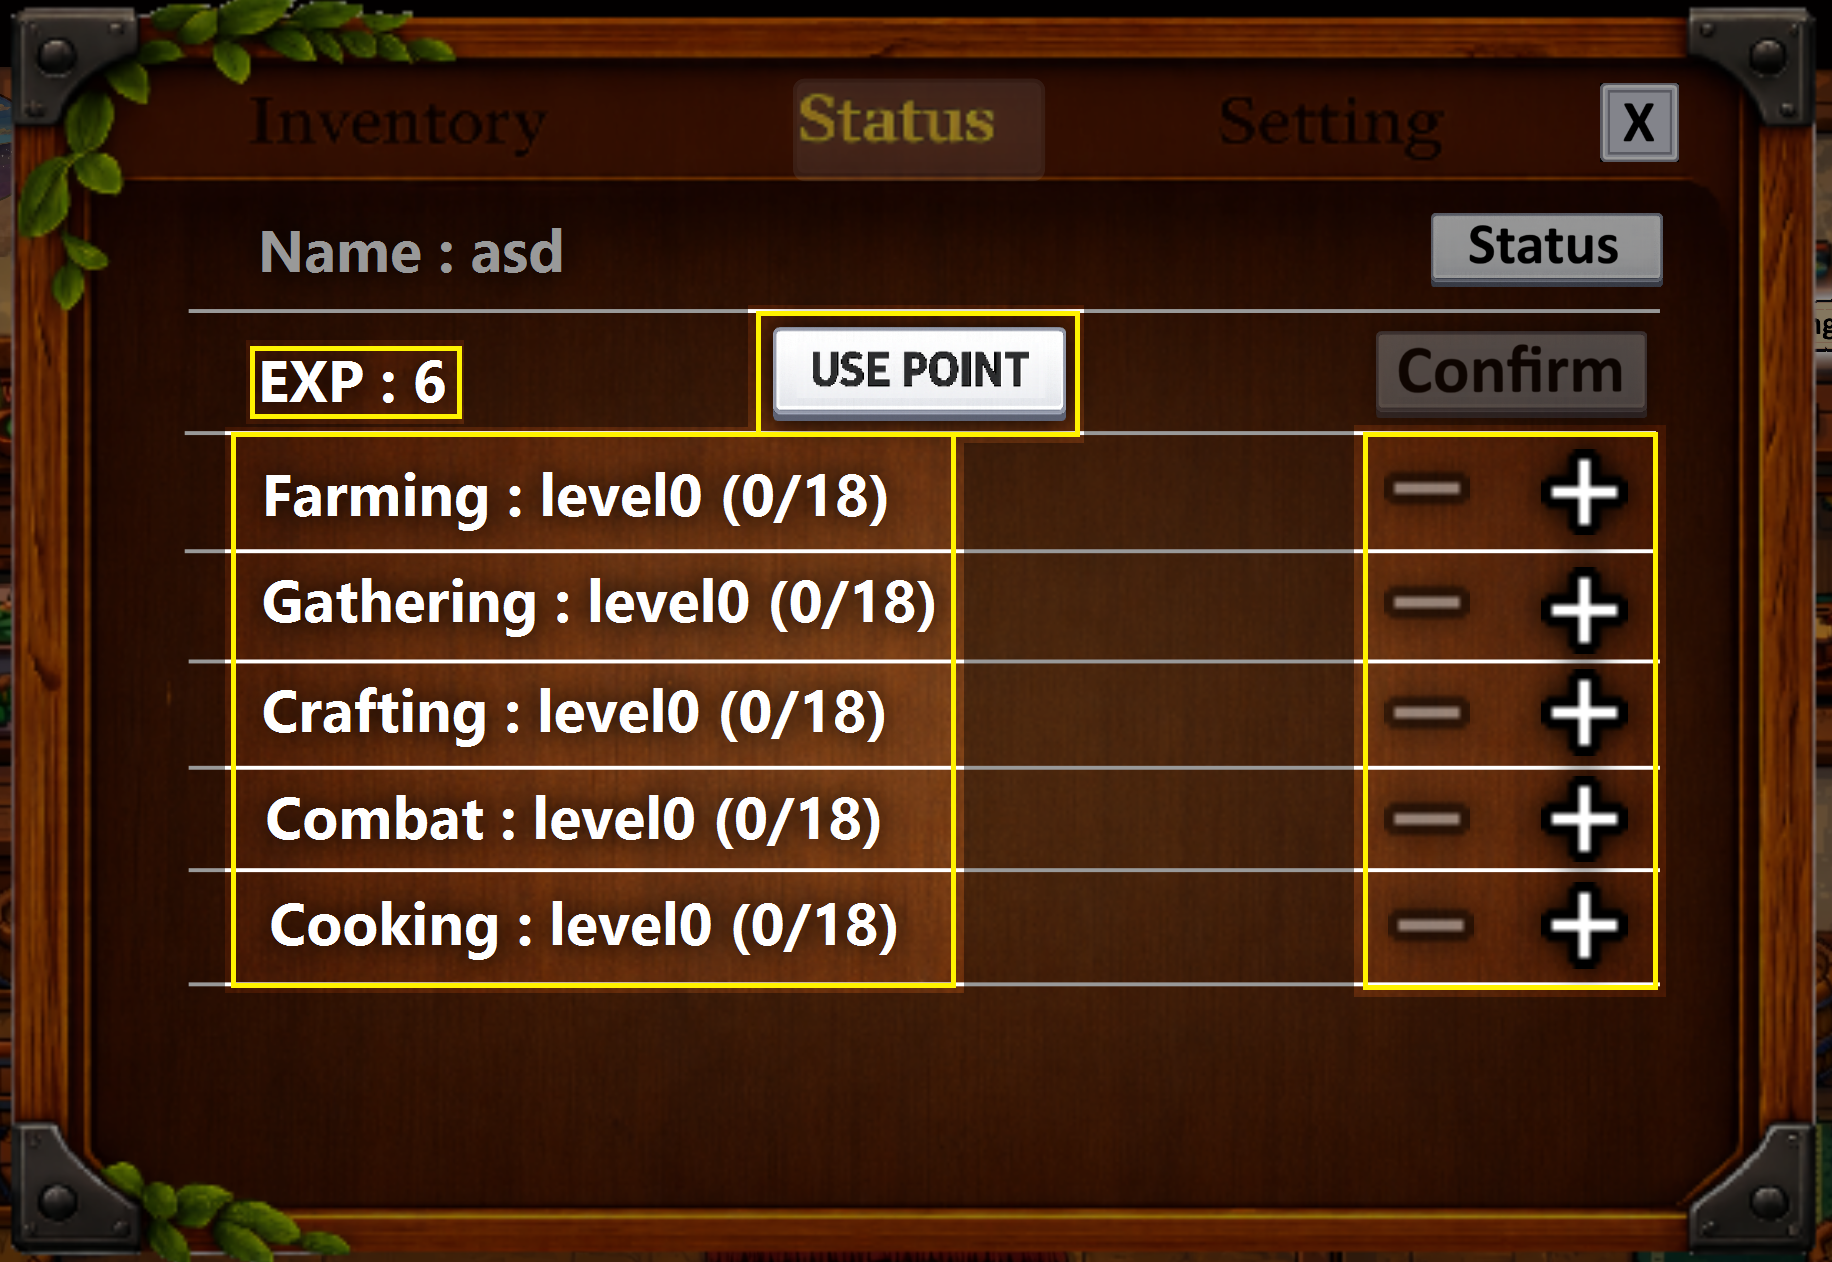 Inventory Status Setting X
Name : asd Status
EXP : 6 USE POINT Confirm
Farming : level0 (0/18)
Gathering : level0 (0/18)
Crafting : level0 (0/18)
Combat : level0 (0/18)
Cooking : level0 (0/18)